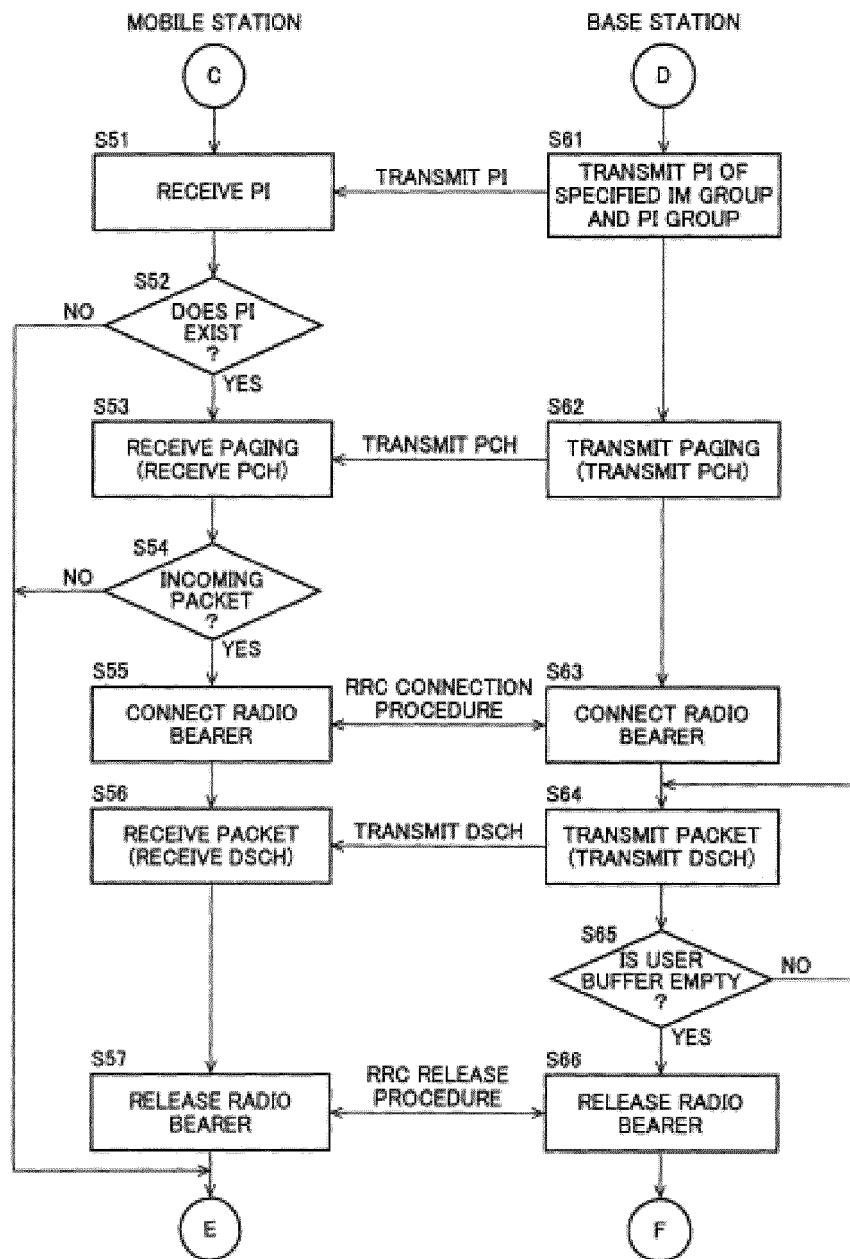 MOBILE STATION
BASE STATION
C
D
S51
RECEIVE PI
TRANSMIT PI
S61
TRANSMIT PI OF
SPECIFIED IM GROUP
AND PI GROUP
S52
DOES PI
EXIST
?
NO
YES
S53
RECEIVE PAGING
(RECEIVE PCH)
TRANSMIT PCH
S62
TRANSMIT PAGING
(TRANSMIT PCH)
S54
INCOMING
PACKET
?
NO
YES
S55
CONNECT RADIO
BEARER
RRC CONNECTION
PROCEDURE
S63
CONNECT RADIO
BEARER
S56
RECEIVE PACKET
(RECEIVE DSCH)
TRANSMIT DSCH
S64
TRANSMIT PACKET
(TRANSMIT DSCH)
S65
IS USER
BUFFER EMPTY
?
NO
YES
S57
RELEASE RADIO
BEARER
RRC RELEASE
PROCEDURE
S66
RELEASE RADIO
BEARER
E
F